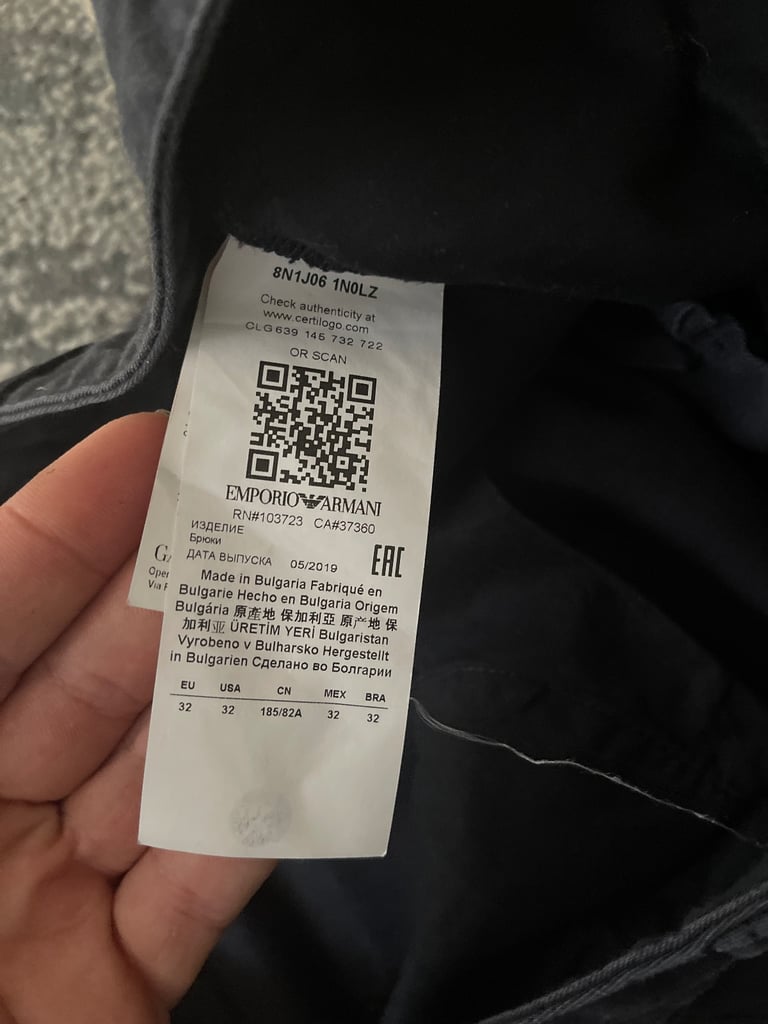 8N1J06 1N0LZ
Check authenticity at
www.certilogo.com
CLG 639 145 732 722
OR SCAN
EMPORIO ARMANI
RN#103723 CA#37360
ИЗДЕЛИЕ
Брюки
ДАТА ВЫПУСКА 05/2019 EAC
Made in Bulgaria Fabriqué en
Bulgarie Hecho en Bulgaria Origem
Bulgária 原產地 保加利亞 原产地 保
加利亚 ÜRETİM YERİ Bulgaristan
Vyrobeno v Bulharsko Hergestellt
in Bulgarien Сделано во Болгарии
EU USA CN MEX BRA
32 32 185/82A 32 32
Via